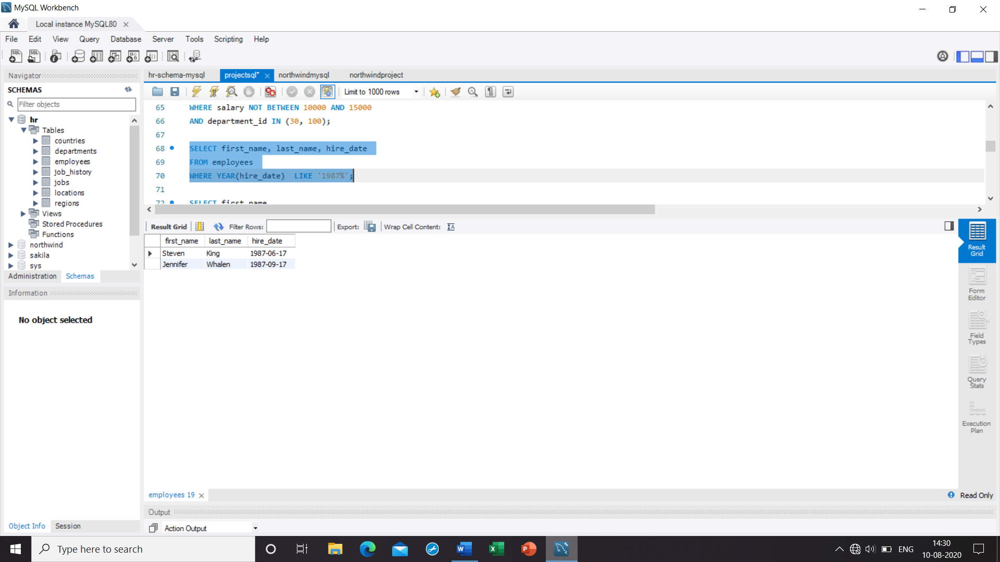 MySQL Workbench
Local instance MySQL80
File Edit View Query Database Server Tools Scripting Help
Navigator
SCHEMAS
Filter objects
hr
Tables
countries
departments
employees
job_history
jobs
locations
regions
Views
Stored Procedures
Functions
northwind
sakila
sys
Administration Schemas
Information
No object selected
Object Info Session
hr-schema-mysql projectsql* northwindmysql northwindproject
Limit to 1000 rows
65 WHERE salary NOT BETWEEN 10000 AND 15000
66 AND department_id IN (30, 100);
67
68 SELECT first_name, last_name, hire_date
69 FROM employees
70 WHERE YEAR(hire_date)  LIKE '1987%';
71
72 SELECT first_name
Result Grid Filter Rows: Export: Wrap Cell Content:
first_name last_name hire_date
Steven King 1987-06-17
Jennifer Whalen 1987-09-17
Result
Grid
Form
Editor
Field
Types
Query
Stats
Execution
Plan
employees 19
Read Only
Output
Action Output
Type here to search
ENG
14:30
10-08-2020